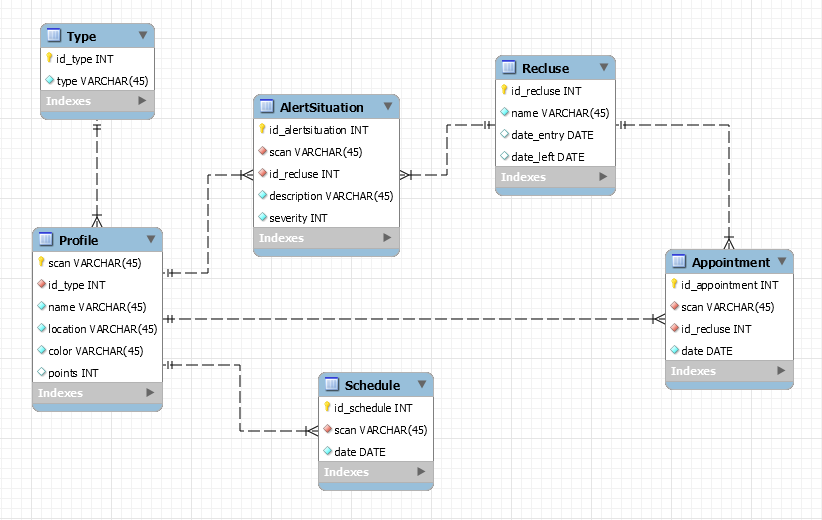 Type
id_type INT
type VARCHAR(45)
Indexes
AlertSituation
id_alertsituation INT
scan VARCHAR(45)
id_recluse INT
description VARCHAR(45)
severity INT
Indexes
Recluse
id_recluse INT
name VARCHAR(45)
date_entry DATE
date_left DATE
Indexes
Profile
scan VARCHAR(45)
id_type INT
name VARCHAR(45)
location VARCHAR(45)
color VARCHAR(45)
points INT
Indexes
Appointment
id_appointment INT
scan VARCHAR(45)
id_recluse INT
date DATE
Indexes
Schedule
id_schedule INT
scan VARCHAR(45)
date DATE
Indexes